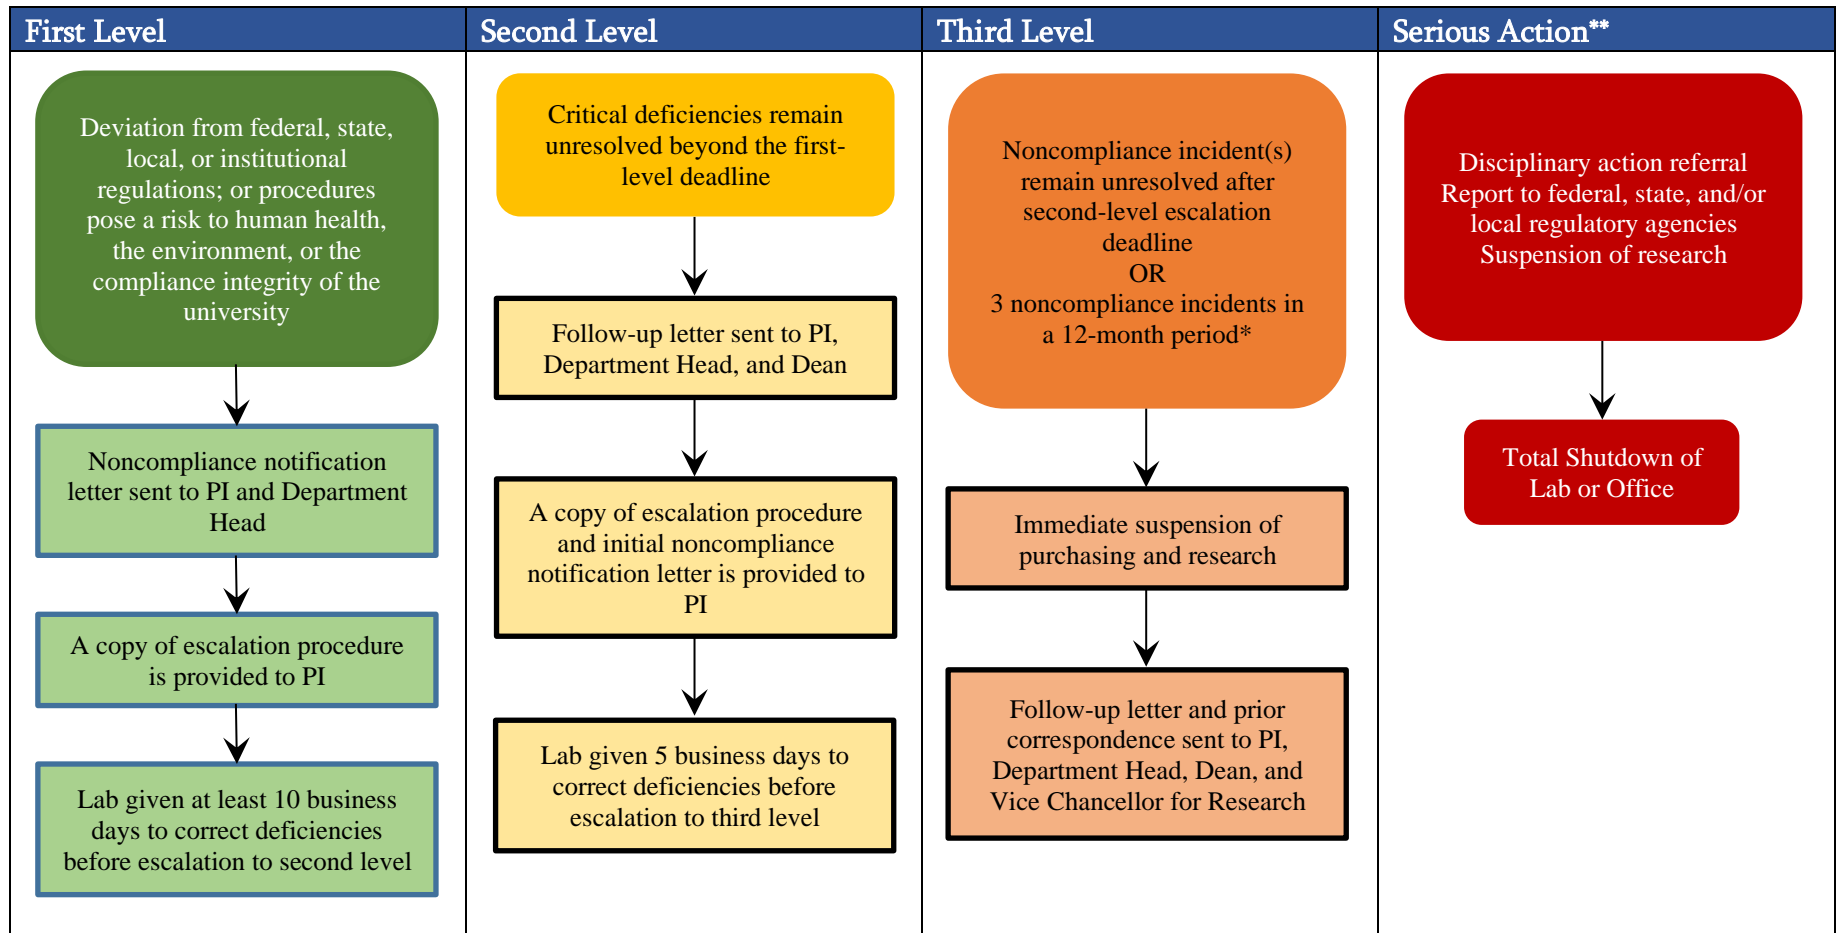 First Level
Deviation from federal, state,
local, or institutional
regulations; or procedures
pose a risk to human health,
the environment, or the
compliance integrity of the
university
Noncompliance notification
letter sent to PI and Department
Head
A copy of escalation procedure
is provided to PI
Lab given at least 10 business
days to correct deficiencies
before escalation to second level
Second Level
Critical deficiencies remain
unresolved beyond the first-
level deadline
Follow-up letter sent to PI,
Department Head, and Dean
A copy of escalation procedure
and initial noncompliance
notification letter is provided to
PI
Lab given 5 business days to
correct deficiencies before
escalation to third level
Third Level
Noncompliance incident(s)
remain unresolved after
second-level escalation
deadline
OR
3 noncompliance incidents in
a 12-month period*
Immediate suspension of
purchasing and research
Follow-up letter and prior
correspondence sent to PI,
Department Head, Dean, and
Vice Chancellor for Research
Serious Action**
Disciplinary action referral
Report to federal, state, and/or
local regulatory agencies
Suspension of research
Total Shutdown of
Lab or Office